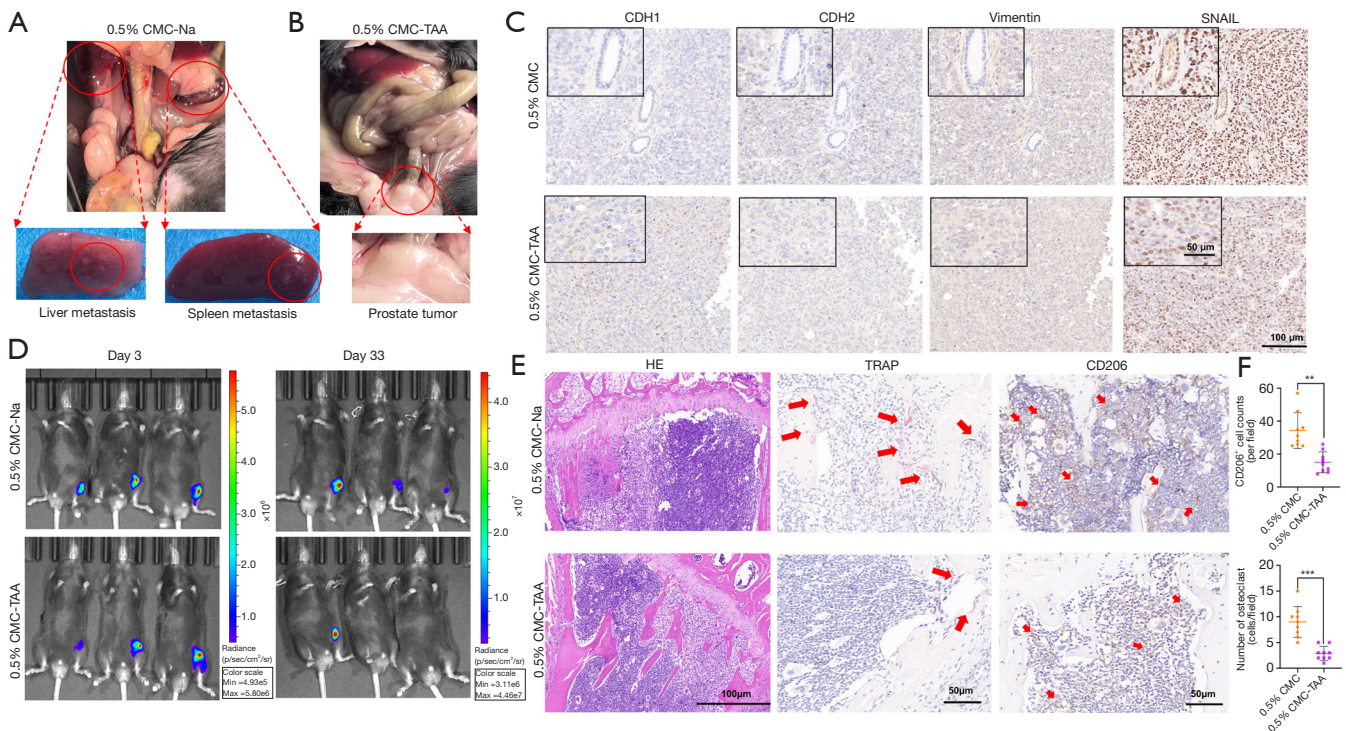 A
0.5% CMC-Na
Liver metastasis
Spleen metastasis
B
0.5% CMC-TAA
Prostate tumor
C
CDH1
CDH2
Vimentin
SNAIL
0.5% CMC
0.5% CMC-TAA
50 μm
100 μm
D
Day 3
Day 33
0.5% CMC-Na
0.5% CMC-TAA
5.0
4.0
3.0
2.0
1.0
×10⁶
Radiance
(p/sec/cm²/sr)
Color scale
Min =4.93e5
Max =5.80e6
4.0
3.0
2.0
1.0
×10⁷
Radiance
(p/sec/cm²/sr)
Color scale
Min =3.11e6
Max =4.46e7
E
HE
TRAP
CD206
0.5% CMC-Na
0.5% CMC-TAA
100μm
50μm
50μm
F
CD206⁺ cell counts
(per field)
60
40
20
0
**
0.5% CMC
0.5% CMC-TAA
Number of osteoclast
(cells/field)
20
15
10
5
0
***
0.5% CMC
0.5% CMC-TAA